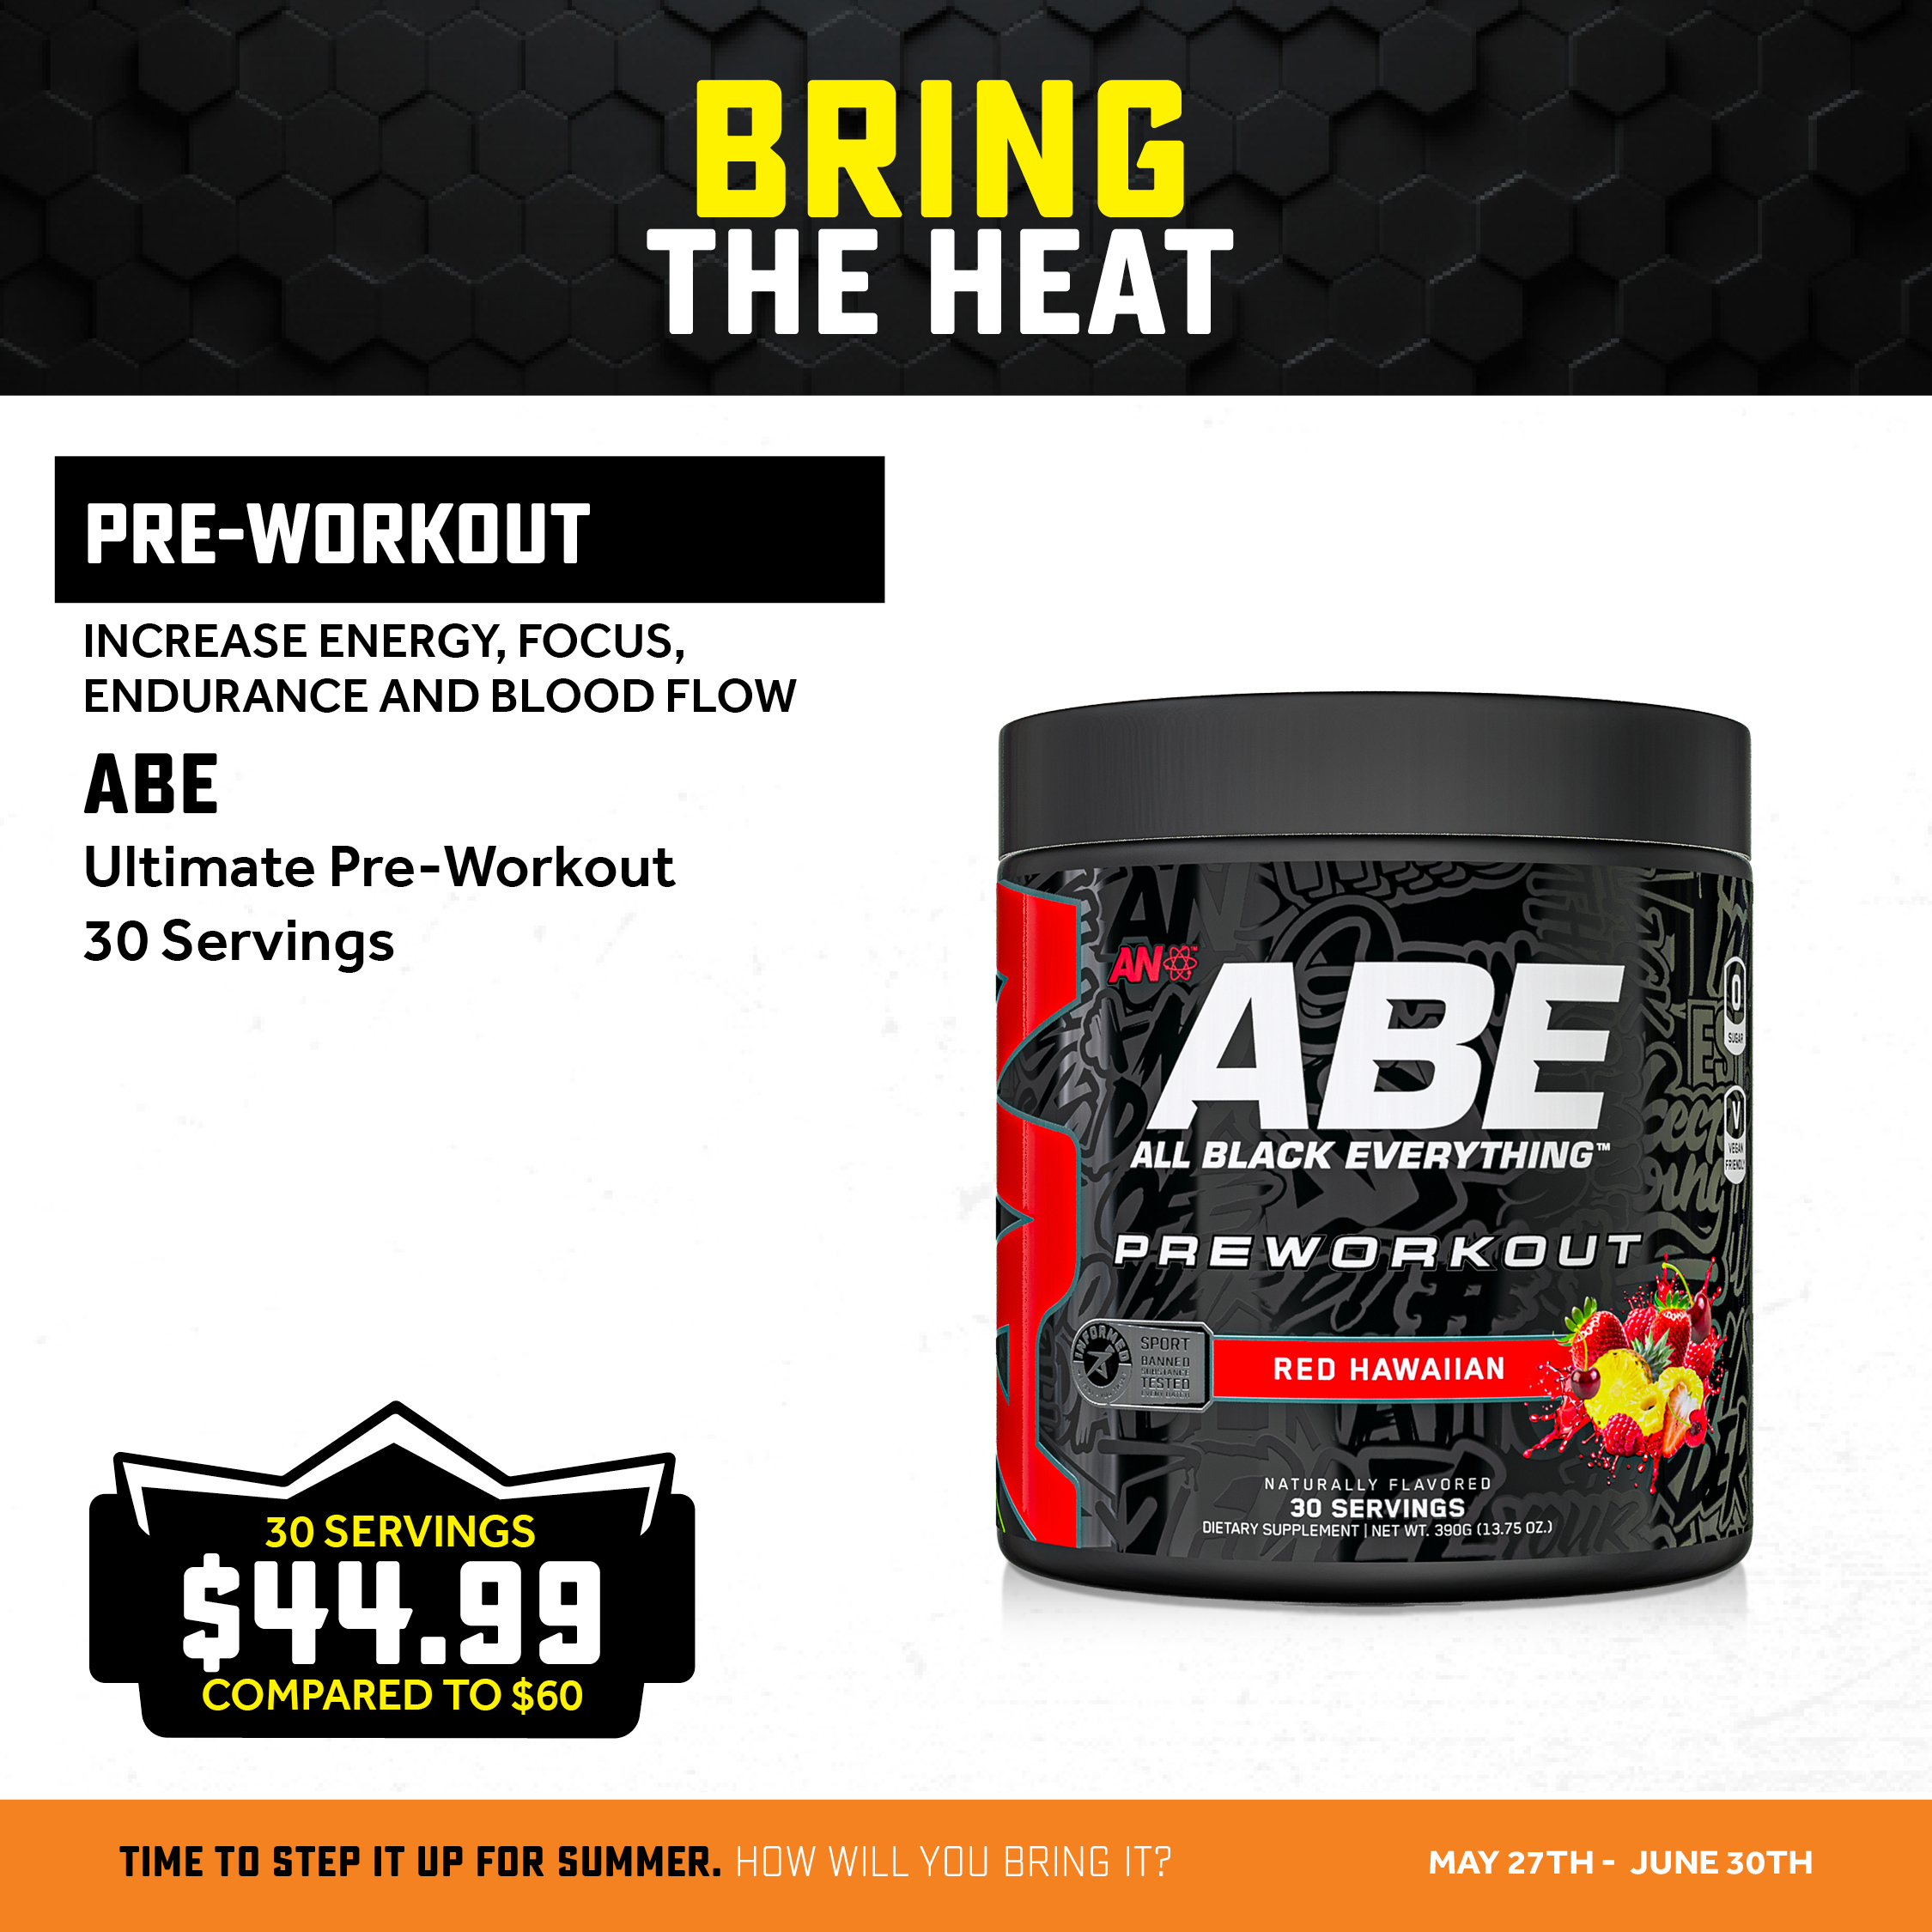 BRING
THE HEAT
PRE-WORKOUT
INCREASE ENERGY, FOCUS,
ENDURANCE AND BLOOD FLOW
ABE
Ultimate Pre-Workout
30 Servings
AN™
ABE
ALL BLACK EVERYTHING™
PREWORKOUT
0
SUGAR
V
VEGAN
FRIENDLY
INFORMED
SPORT
BANNED
SUBSTANCE
TESTED
RED HAWAIIAN
NATURALLY FLAVORED
30 SERVINGS
DIETARY SUPPLEMENT | NET WT. 390G (13.75 OZ.)
30 SERVINGS
$44.99
COMPARED TO $60
TIME TO STEP IT UP FOR SUMMER. HOW WILL YOU BRING IT?
MAY 27TH - JUNE 30TH